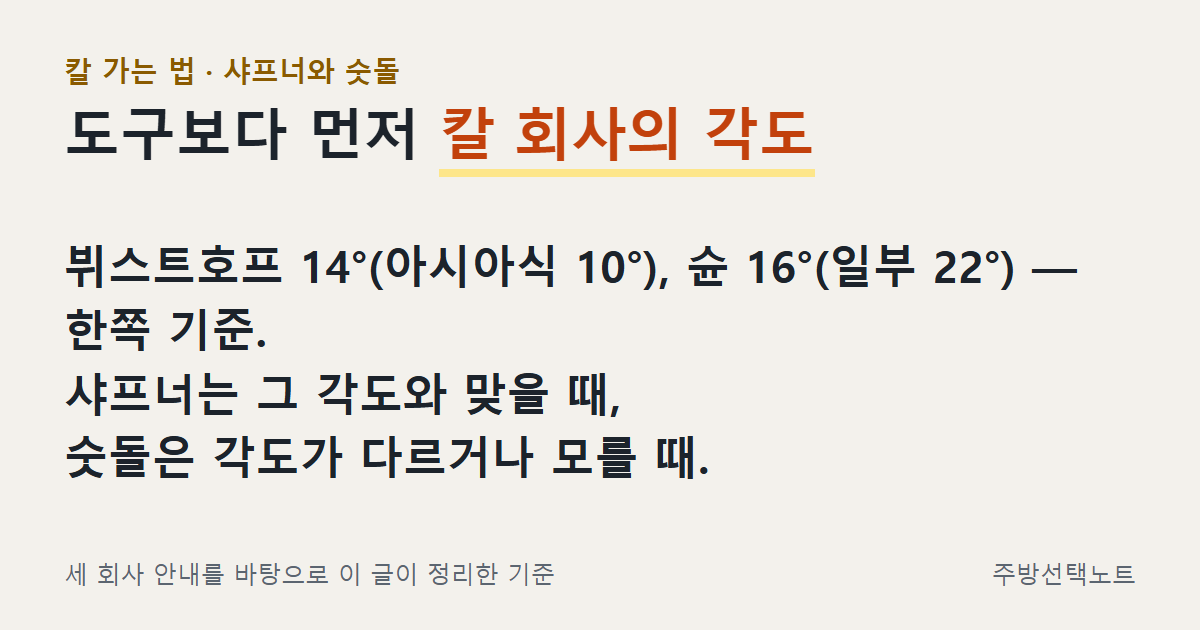 칼 가는 법 · 샤프너와 숫돌
도구보다 먼저 칼 회사의 각도
뷔스트호프 14°(아시아식 10°), 슌 16°(일부 22°) —
한쪽 기준.
샤프너는 그 각도와 맞을 때,
숫돌은 각도가 다르거나 모를 때.
세 회사 안내를 바탕으로 이 글이 정리한 기준
주방선택노트